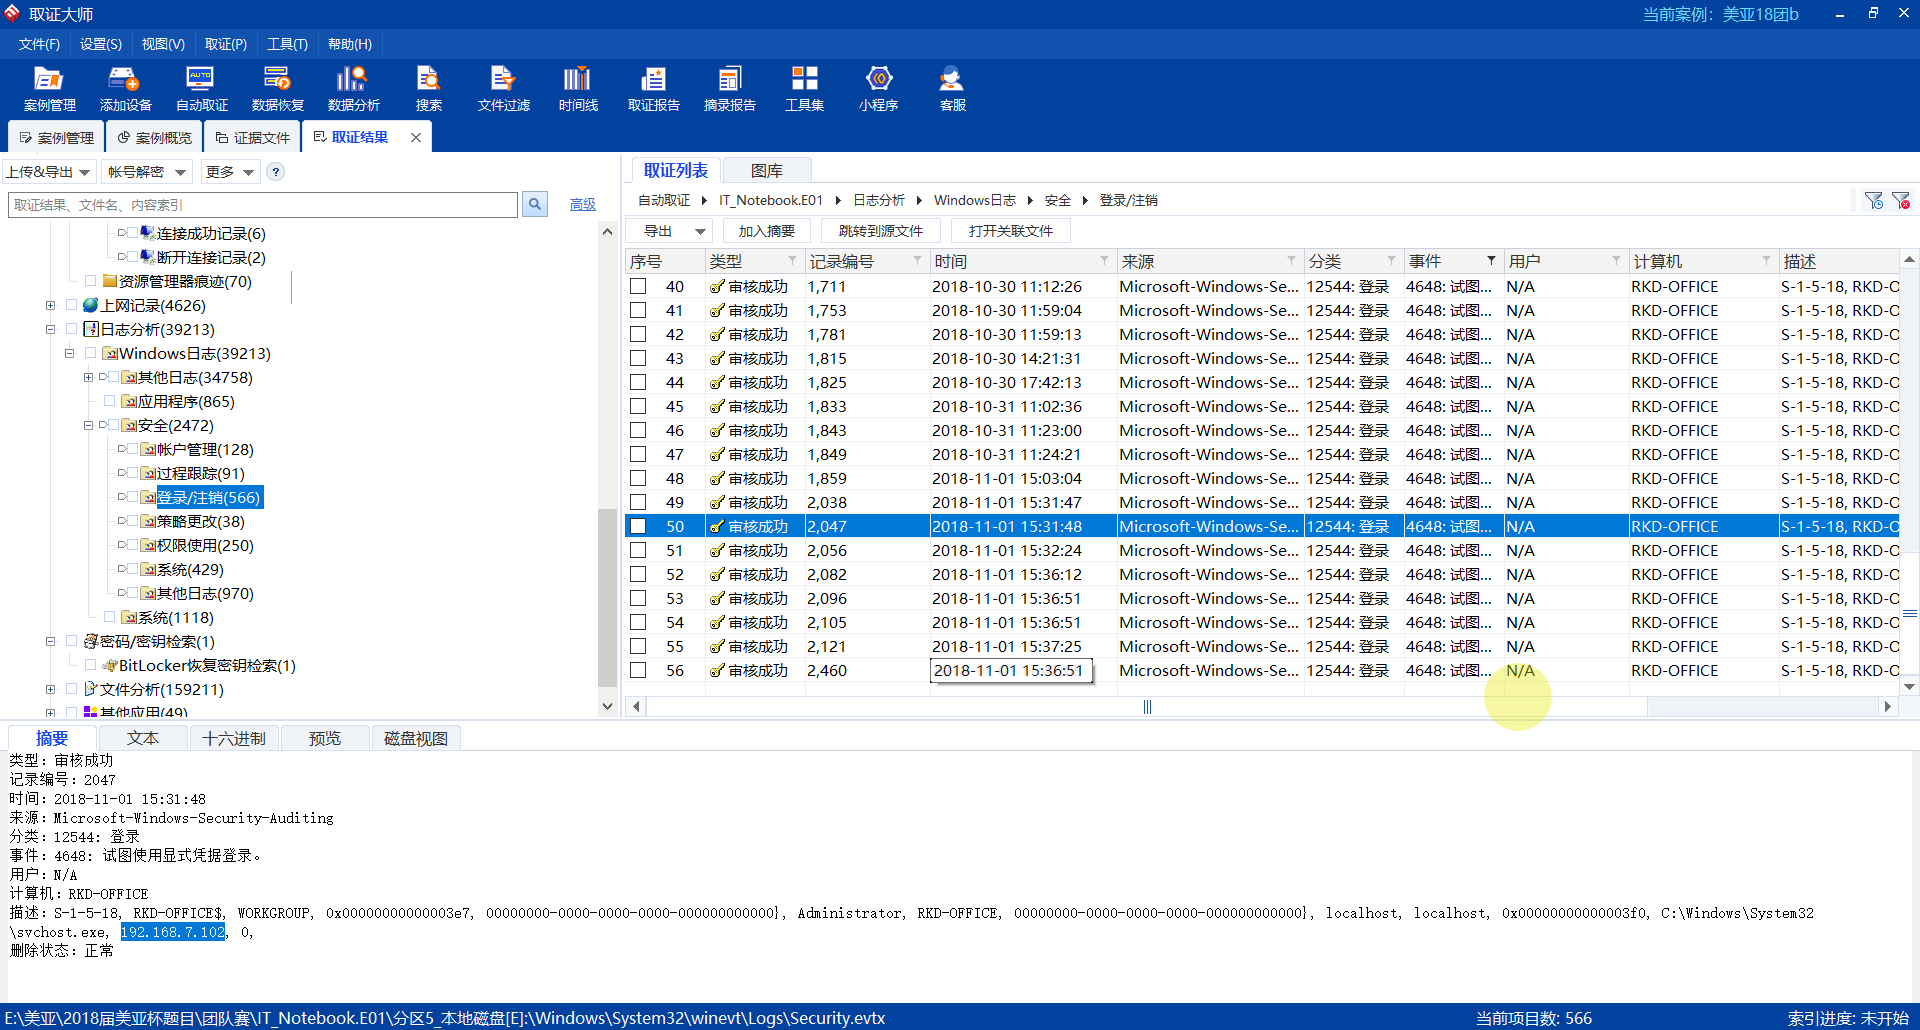 取证大师
当前案例：美亚18团b
文件(F) 设置(S) 视图(V) 取证(P) 工具(T) 帮助(H)
案例管理 添加设备 自动取证 数据恢复 数据分析 搜索 文件过滤 时间线 取证报告 摘录报告 工具集 小程序 客服
案例管理 案例概览 证据文件 取证结果
上传&导出 帐号解密 更多 ?
取证结果、文件名、内容索引 高级
连接成功记录(6)
断开连接记录(2)
资源管理器痕迹(70)
上网记录(4626)
日志分析(39213)
Windows日志(39213)
其他日志(34758)
应用程序(865)
安全(2472)
帐户管理(128)
过程跟踪(91)
登录/注销(566)
策略更改(38)
权限使用(250)
系统(429)
其他日志(970)
系统(1118)
密码/密钥检索(1)
BitLocker恢复密钥检索(1)
文件分析(159211)
其他应用(49)
取证列表 图库
自动取证 IT_Notebook.E01 日志分析 Windows日志 安全 登录/注销
导出 加入摘要 跳转到源文件 打开关联文件
序号 类型 记录编号 时间 来源 分类 事件 用户 计算机 描述
40 审核成功 1,711 2018-10-30 11:12:26 Microsoft-Windows-Se... 12544: 登录 4648: 试图... N/A RKD-OFFICE S-1-5-18, RKD-O
41 审核成功 1,753 2018-10-30 11:59:04 Microsoft-Windows-Se... 12544: 登录 4648: 试图... N/A RKD-OFFICE S-1-5-18, RKD-O
42 审核成功 1,781 2018-10-30 11:59:13 Microsoft-Windows-Se... 12544: 登录 4648: 试图... N/A RKD-OFFICE S-1-5-18, RKD-O
43 审核成功 1,815 2018-10-30 14:21:31 Microsoft-Windows-Se... 12544: 登录 4648: 试图... N/A RKD-OFFICE S-1-5-18, RKD-O
44 审核成功 1,825 2018-10-30 17:42:13 Microsoft-Windows-Se... 12544: 登录 4648: 试图... N/A RKD-OFFICE S-1-5-18, RKD-O
45 审核成功 1,833 2018-10-31 11:02:36 Microsoft-Windows-Se... 12544: 登录 4648: 试图... N/A RKD-OFFICE S-1-5-18, RKD-O
46 审核成功 1,843 2018-10-31 11:23:00 Microsoft-Windows-Se... 12544: 登录 4648: 试图... N/A RKD-OFFICE S-1-5-18, RKD-O
47 审核成功 1,849 2018-10-31 11:24:21 Microsoft-Windows-Se... 12544: 登录 4648: 试图... N/A RKD-OFFICE S-1-5-18, RKD-O
48 审核成功 1,859 2018-11-01 15:03:04 Microsoft-Windows-Se... 12544: 登录 4648: 试图... N/A RKD-OFFICE S-1-5-18, RKD-O
49 审核成功 2,038 2018-11-01 15:31:47 Microsoft-Windows-Se... 12544: 登录 4648: 试图... N/A RKD-OFFICE S-1-5-18, RKD-O
50 审核成功 2,047 2018-11-01 15:31:48 Microsoft-Windows-Se... 12544: 登录 4648: 试图... N/A RKD-OFFICE S-1-5-18, RKD-O
51 审核成功 2,056 2018-11-01 15:32:24 Microsoft-Windows-Se... 12544: 登录 4648: 试图... N/A RKD-OFFICE S-1-5-18, RKD-O
52 审核成功 2,082 2018-11-01 15:36:12 Microsoft-Windows-Se... 12544: 登录 4648: 试图... N/A RKD-OFFICE S-1-5-18, RKD-O
53 审核成功 2,096 2018-11-01 15:36:51 Microsoft-Windows-Se... 12544: 登录 4648: 试图... N/A RKD-OFFICE S-1-5-18, RKD-O
54 审核成功 2,105 2018-11-01 15:36:51 Microsoft-Windows-Se... 12544: 登录 4648: 试图... N/A RKD-OFFICE S-1-5-18, RKD-O
55 审核成功 2,121 2018-11-01 15:37:25 Microsoft-Windows-Se... 12544: 登录 4648: 试图... N/A RKD-OFFICE S-1-5-18, RKD-O
56 审核成功 2,460 2018-11-01 15:36:51 Microsoft-Windows-Se... 12544: 登录 4648: 试图... N/A RKD-OFFICE S-1-5-18, RKD-O
摘要 文本 十六进制 预览 磁盘视图
类型：审核成功
记录编号：2047
时间：2018-11-01 15:31:48
来源：Microsoft-Windows-Security-Auditing
分类：12544: 登录
事件：4648: 试图使用显式凭据登录。
用户：N/A
计算机：RKD-OFFICE
描述：S-1-5-18, RKD-OFFICE$, WORKGROUP, 0x00000000000003e7, 00000000-0000-0000-0000-000000000000}, Administrator, RKD-OFFICE, 00000000-0000-0000-0000-000000000000}, localhost, localhost, 0x00000000000003f0, C:\Windows\System32
\svchost.exe, 192.168.7.102, 0,
删除状态：正常
E:\美亚\2018届美亚杯题目\团队赛\IT_Notebook.E01\分区5_本地磁盘[E]:\Windows\System32\winevt\Logs\Security.evtx
当前项目数: 566
索引进度: 未开始